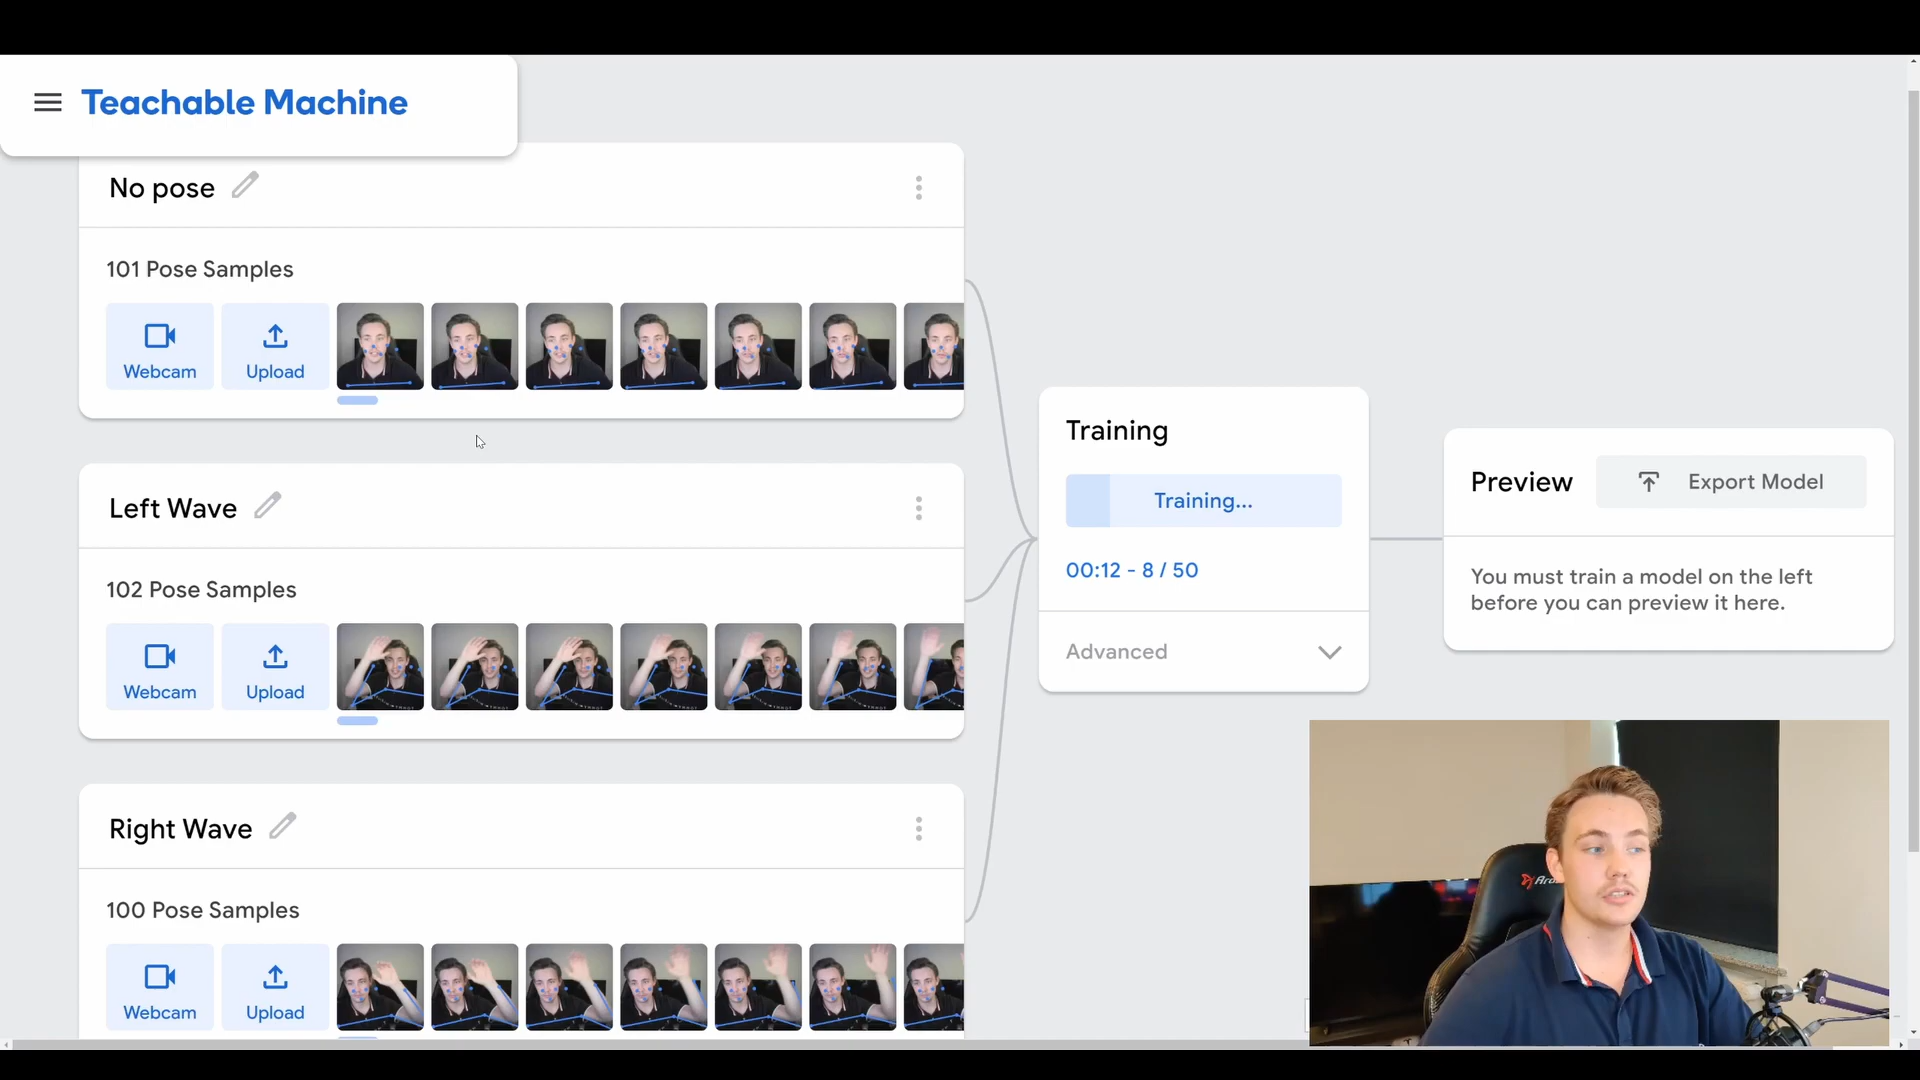 Teachable Machine
No pose
101 Pose Samples
Webcam
Upload
Left Wave
102 Pose Samples
Webcam
Upload
Right Wave
100 Pose Samples
Webcam
Upload
Training
Training...
00:12 - 8 / 50
Advanced
Preview
Export Model
You must train a model on the left
before you can preview it here.